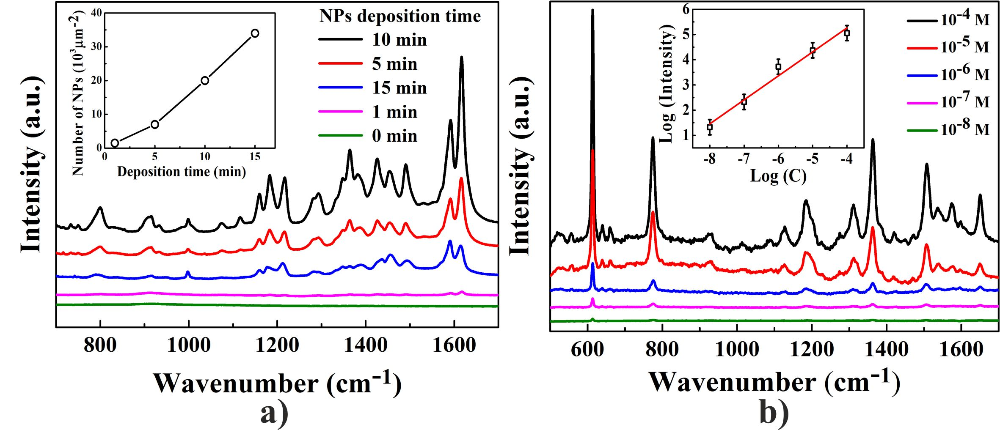 NPs deposition time
10 min
5 min
15 min
1 min
0 min
Number of NPs (10³µm⁻²)
40
30
20
10
0
0 5 10 15
Deposition time (min)
Intensity (a.u.)
800 1000 1200 1400 1600
Wavenumber (cm⁻¹)
a)
10⁻⁴ M
10⁻⁵ M
10⁻⁶ M
10⁻⁷ M
10⁻⁸ M
Log (Intensity)
6
5
4
3
2
1
-8 -7 -6 -5 -4
Log (C)
Intensity (a.u.)
600 800 1000 1200 1400 1600
Wavenumber (cm⁻¹)
b)